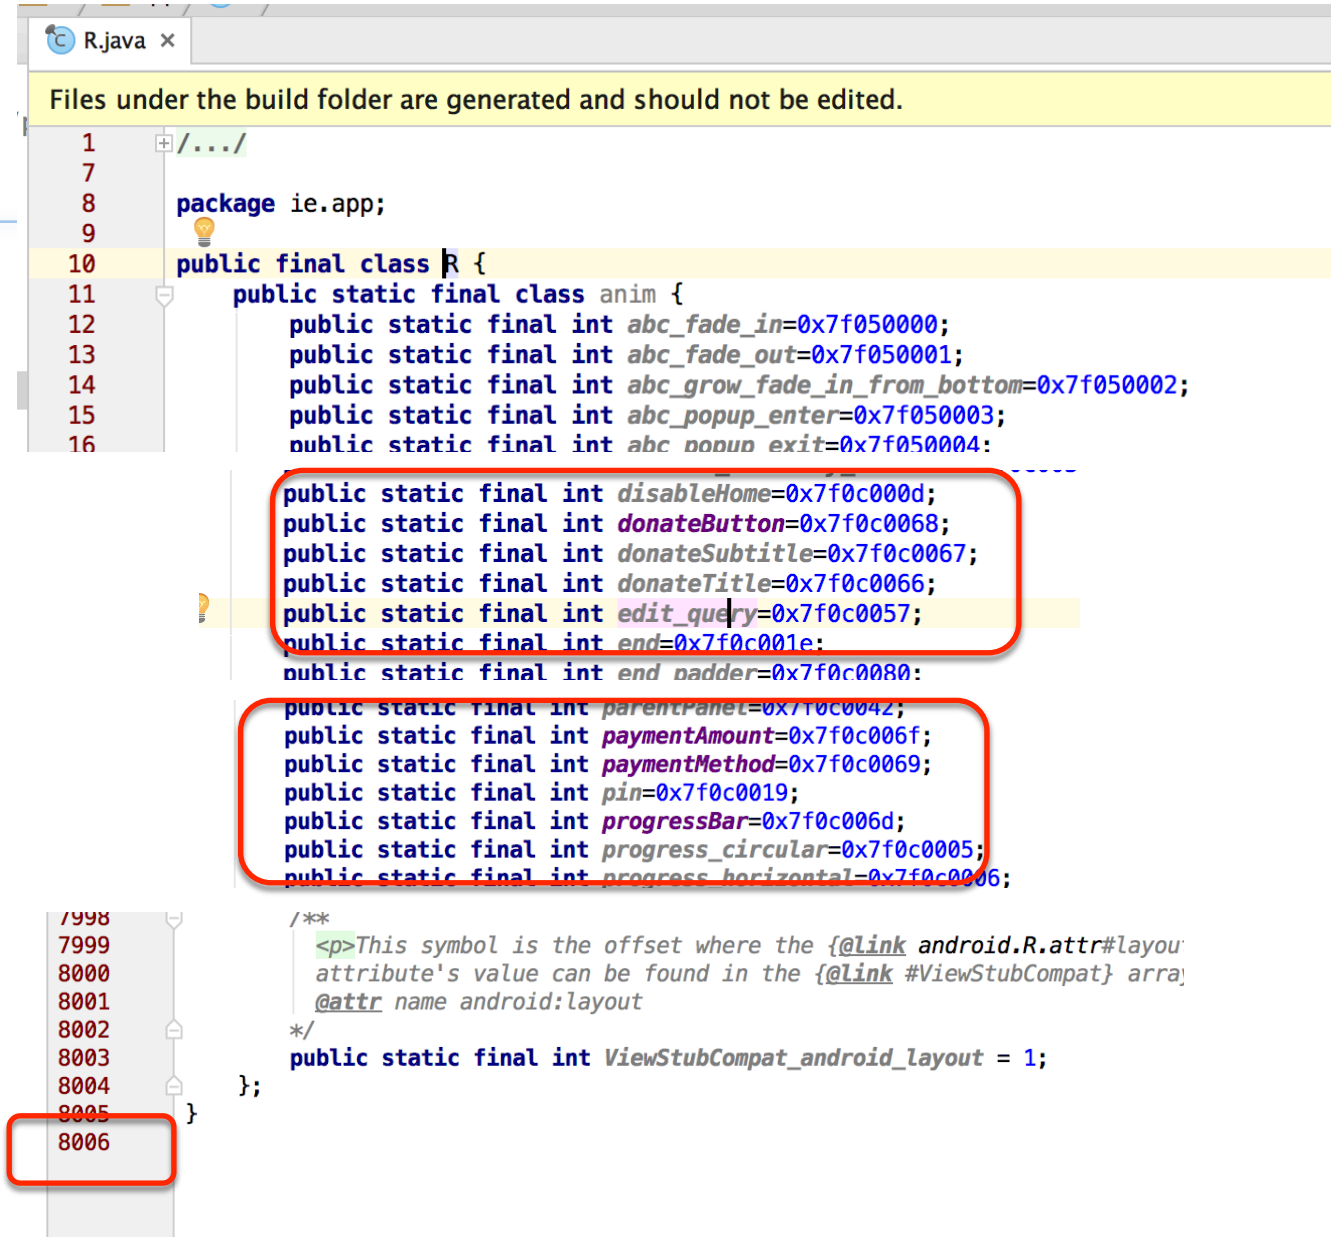 R.java ×
Files under the build folder are generated and should not be edited.
1 /.../
7
8 package ie.app;
9
10 public final class R {
11 public static final class anim {
12 public static final int abc_fade_in=0x7f050000;
13 public static final int abc_fade_out=0x7f050001;
14 public static final int abc_grow_fade_in_from_bottom=0x7f050002;
15 public static final int abc_popup_enter=0x7f050003;
16 public static final int abc_popup_exit=0x7f050004;
public static final int disableHome=0x7f0c000d;
public static final int donateButton=0x7f0c0068;
public static final int donateSubtitle=0x7f0c0067;
public static final int donateTitle=0x7f0c0066;
public static final int edit_query=0x7f0c0057;
public static final int end=0x7f0c001e;
public static final int end_padder=0x7f0c0080;
public static final int parentPanel=0x7f0c0042;
public static final int paymentAmount=0x7f0c006f;
public static final int paymentMethod=0x7f0c0069;
public static final int pin=0x7f0c0019;
public static final int progressBar=0x7f0c006d;
public static final int progress_circular=0x7f0c0005;
public static final int progress_horizontal=0x7f0c0006;
7998 /**
7999 <p>This symbol is the offset where the {@link android.R.attr#layou
8000 attribute's value can be found in the {@link #ViewStubCompat} arra
8001 @attr name android:layout
8002 */
8003 public static final int ViewStubCompat_android_layout = 1;
8004 };
8005 }
8006